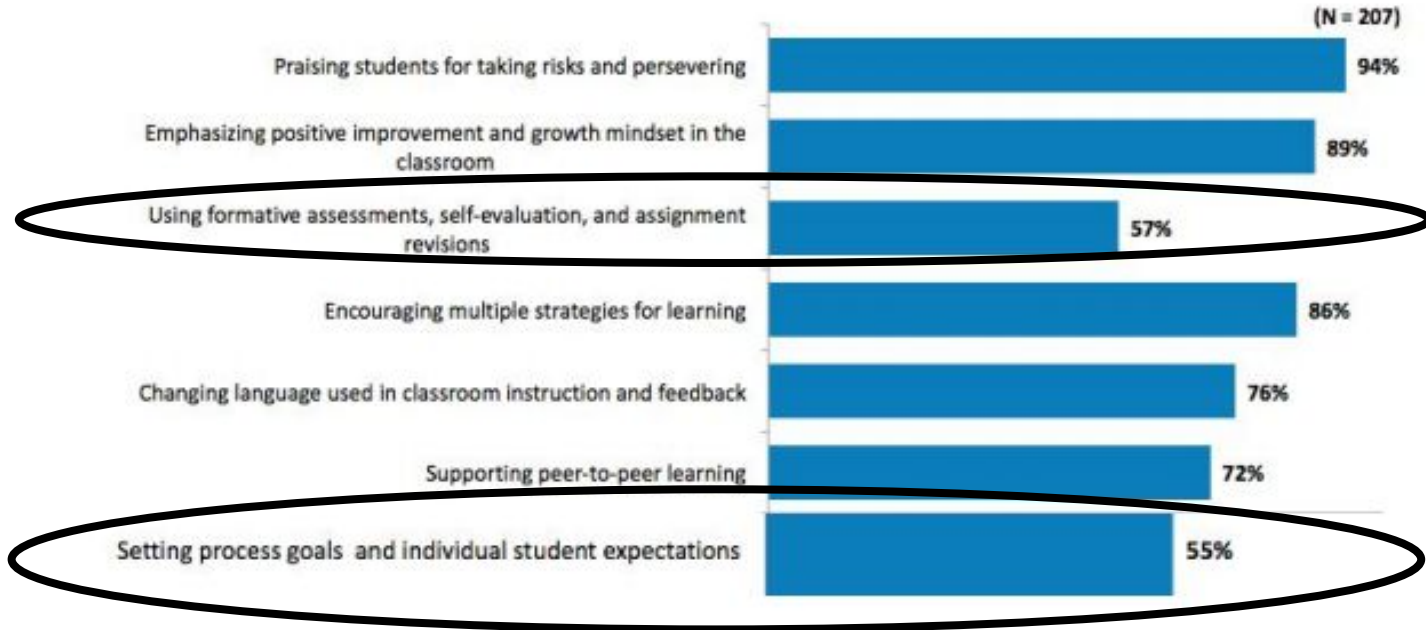 (N = 207)
Praising students for taking risks and persevering 94%
Emphasizing positive improvement and growth mindset in the
classroom 89%
Using formative assessments, self-evaluation, and assignment
revisions 57%
Encouraging multiple strategies for learning 86%
Changing language used in classroom instruction and feedback 76%
Supporting peer-to-peer learning 72%
Setting process goals and individual student expectations 55%